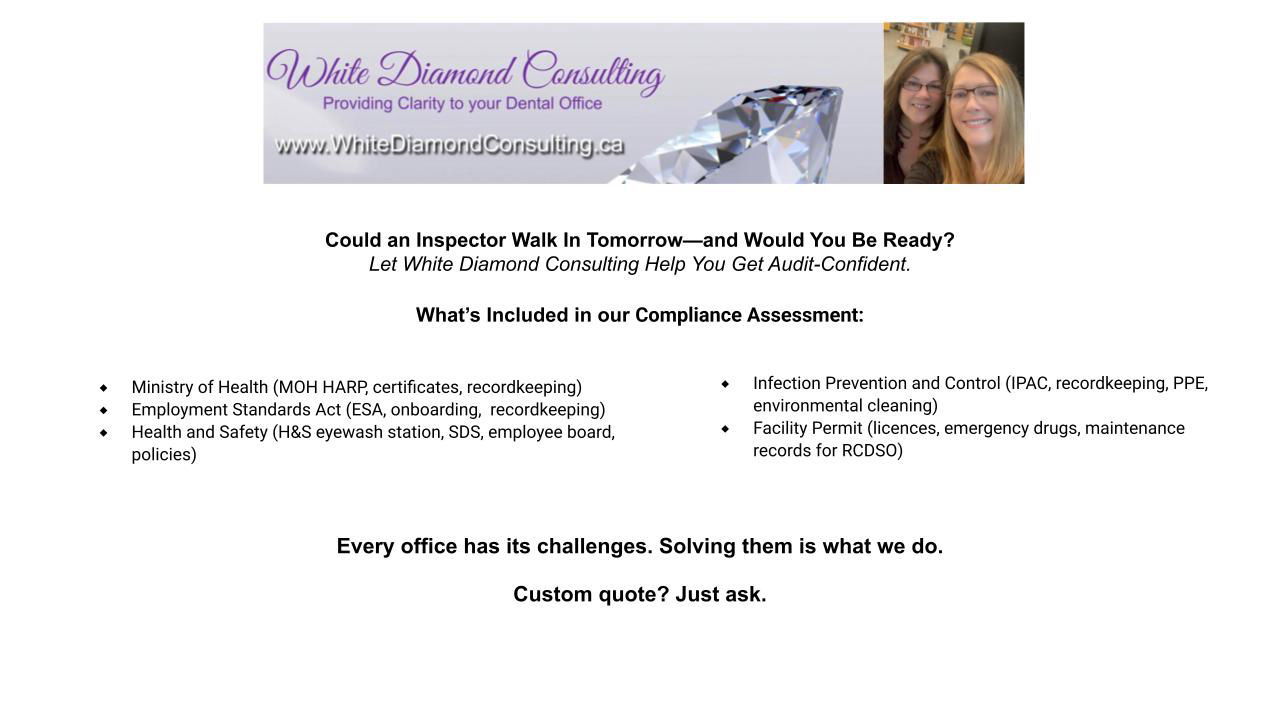 White Diamond Consulting
Providing Clarity to your Dental Office
www.WhiteDiamondConsulting.ca
Could an Inspector Walk In Tomorrow—and Would You Be Ready?
Let White Diamond Consulting Help You Get Audit-Confident.
What’s Included in our Compliance Assessment:
◆ Ministry of Health (MOH HARP, certificates, recordkeeping)
◆ Employment Standards Act (ESA, onboarding,  recordkeeping)
◆ Health and Safety (H&S eyewash station, SDS, employee board,
policies)
◆ Infection Prevention and Control (IPAC, recordkeeping, PPE,
environmental cleaning)
◆ Facility Permit (licences, emergency drugs, maintenance
records for RCDSO)
Every office has its challenges. Solving them is what we do.
Custom quote? Just ask.